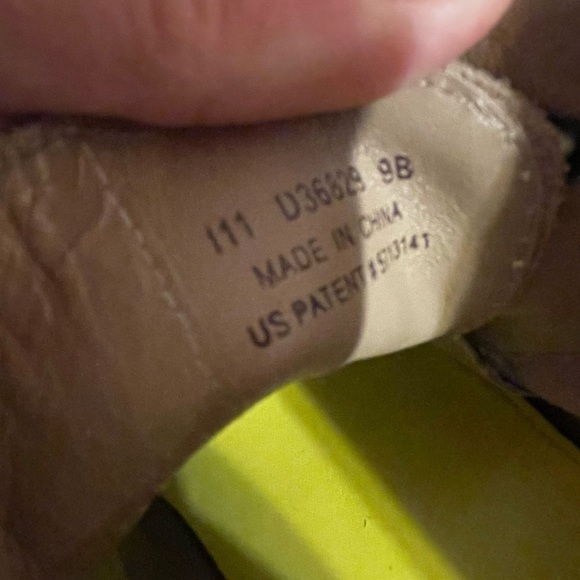 111 D36829 9B
MADE IN CHINA
US PATENT